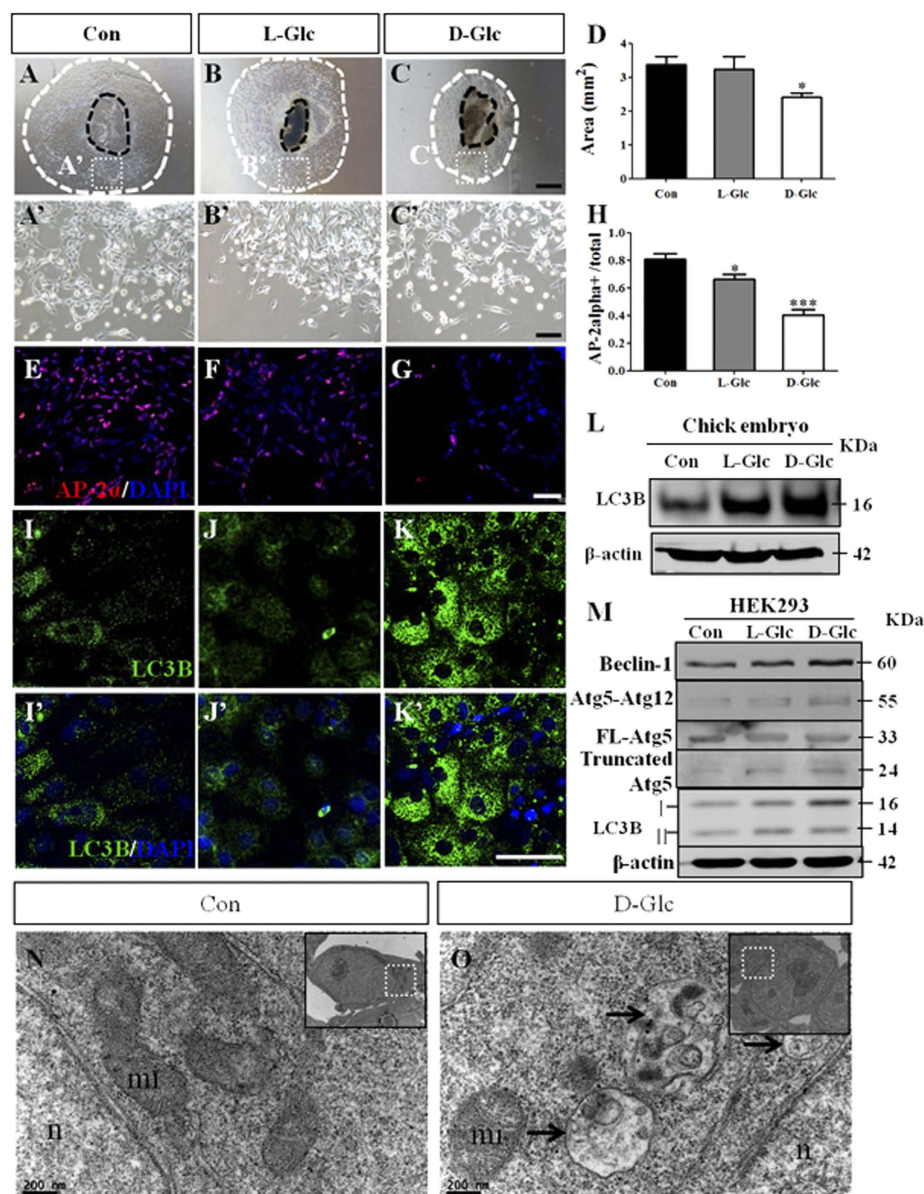 Con
L-Glc
D-Glc
A
B
C
A'
B'
C'
A'
B'
C'
E
F
G
AP-2α/DAPI
I
J
K
LC3B
I'
J'
K'
LC3B/DAPI
D
Area (mm²)
4
3
2
1
0
*
Con
L-Glc
D-Glc
H
AP-2alpha+/total
1.0
0.8
0.6
0.4
0.2
0.0
*
***
Con
L-Glc
D-Glc
L
Chick embryo
KDa
Con L-Glc D-Glc
LC3B
16
β-actin
42
M
HEK293
KDa
Con L-Glc D-Glc
Beclin-1
60
Atg5-Atg12
55
FL-Atg5
33
Truncated
Atg5
24
I
16
LC3B
II
14
β-actin
42
Con
D-Glc
N
mi
n
200 nm
O
mi
n
200 nm